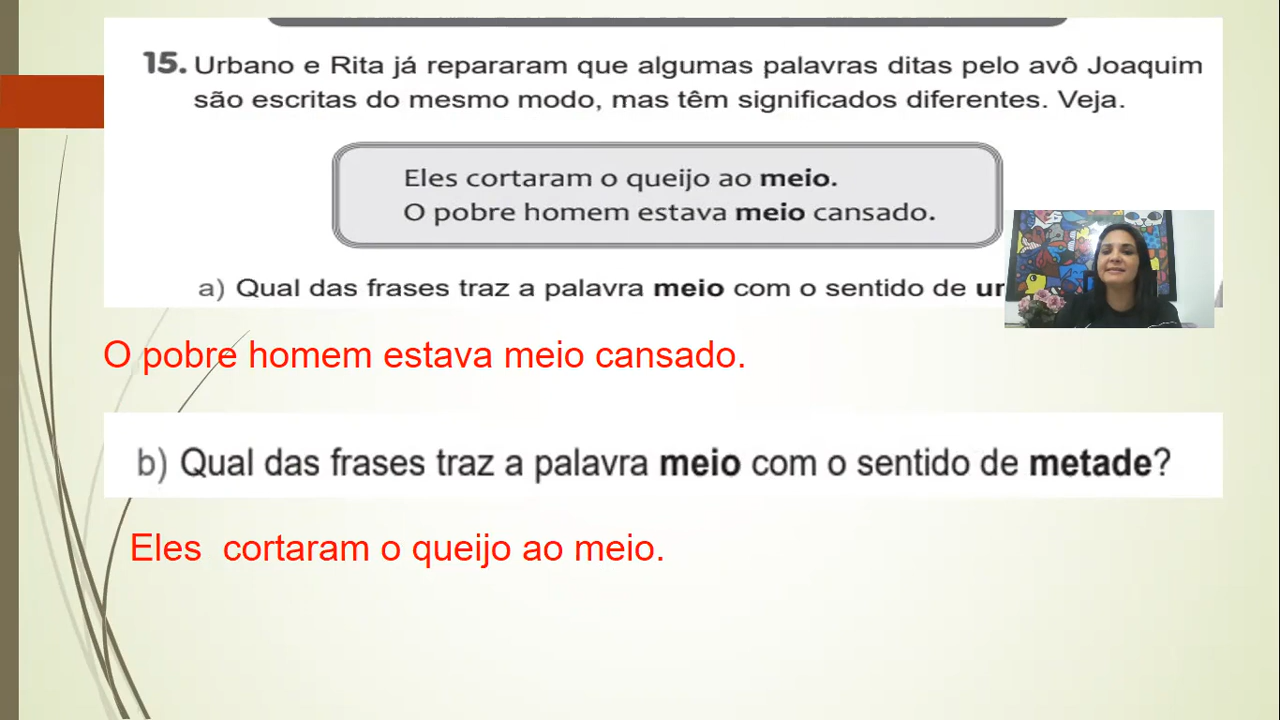 15. Urbano e Rita já repararam que algumas palavras ditas pelo avô Joaquim
são escritas do mesmo modo, mas têm significados diferentes. Veja.
Eles cortaram o queijo ao meio.
O pobre homem estava meio cansado.
a) Qual das frases traz a palavra meio com o sentido de
O pobre homem estava meio cansado.
b) Qual das frases traz a palavra meio com o sentido de metade?
Eles cortaram o queijo ao meio.